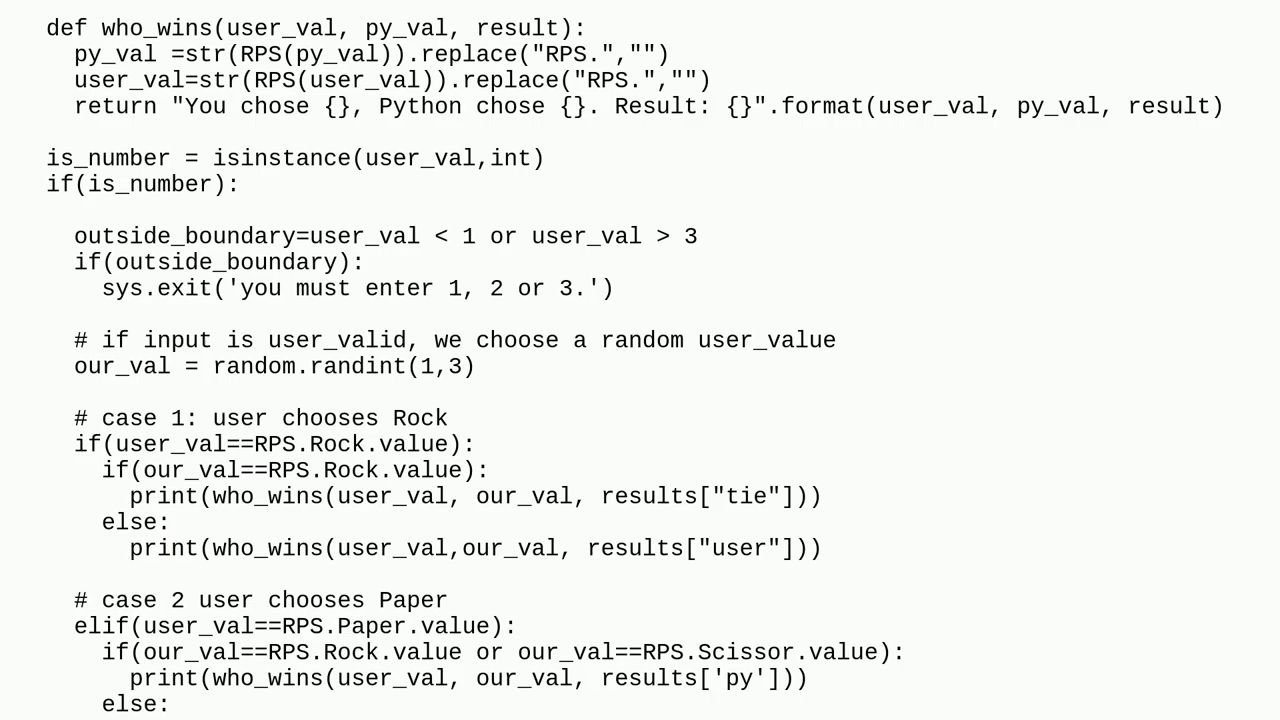 def who_wins(user_val, py_val, result):
  py_val =str(RPS(py_val)).replace("RPS.","")
  user_val=str(RPS(user_val)).replace("RPS.","")
  return "You chose {}, Python chose {}. Result: {}".format(user_val, py_val, result)

is_number = isinstance(user_val,int)
if(is_number):

  outside_boundary=user_val < 1 or user_val > 3
  if(outside_boundary):
    sys.exit('you must enter 1, 2 or 3.')

  # if input is user_valid, we choose a random user_value
  our_val = random.randint(1,3)

  # case 1: user chooses Rock
  if(user_val==RPS.Rock.value):
    if(our_val==RPS.Rock.value):
      print(who_wins(user_val, our_val, results["tie"]))
    else:
      print(who_wins(user_val,our_val, results["user"]))

  # case 2 user chooses Paper
  elif(user_val==RPS.Paper.value):
    if(our_val==RPS.Rock.value or our_val==RPS.Scissor.value):
      print(who_wins(user_val, our_val, results['py']))
    else: